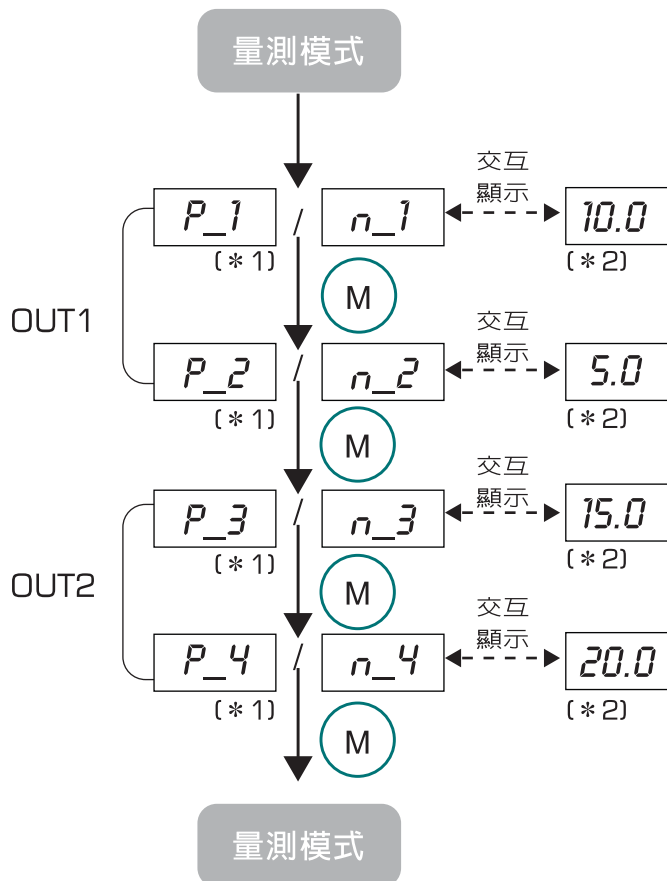 量測模式
P_1 / n_1 交互顯示 10.0
(*1) (*2)
M
OUT1
P_2 / n_2 交互顯示 5.0
(*1) (*2)
M
P_3 / n_3 交互顯示 15.0
(*1) (*2)
M
OUT2
P_4 / n_4 交互顯示 20.0
(*1) (*2)
M
量測模式